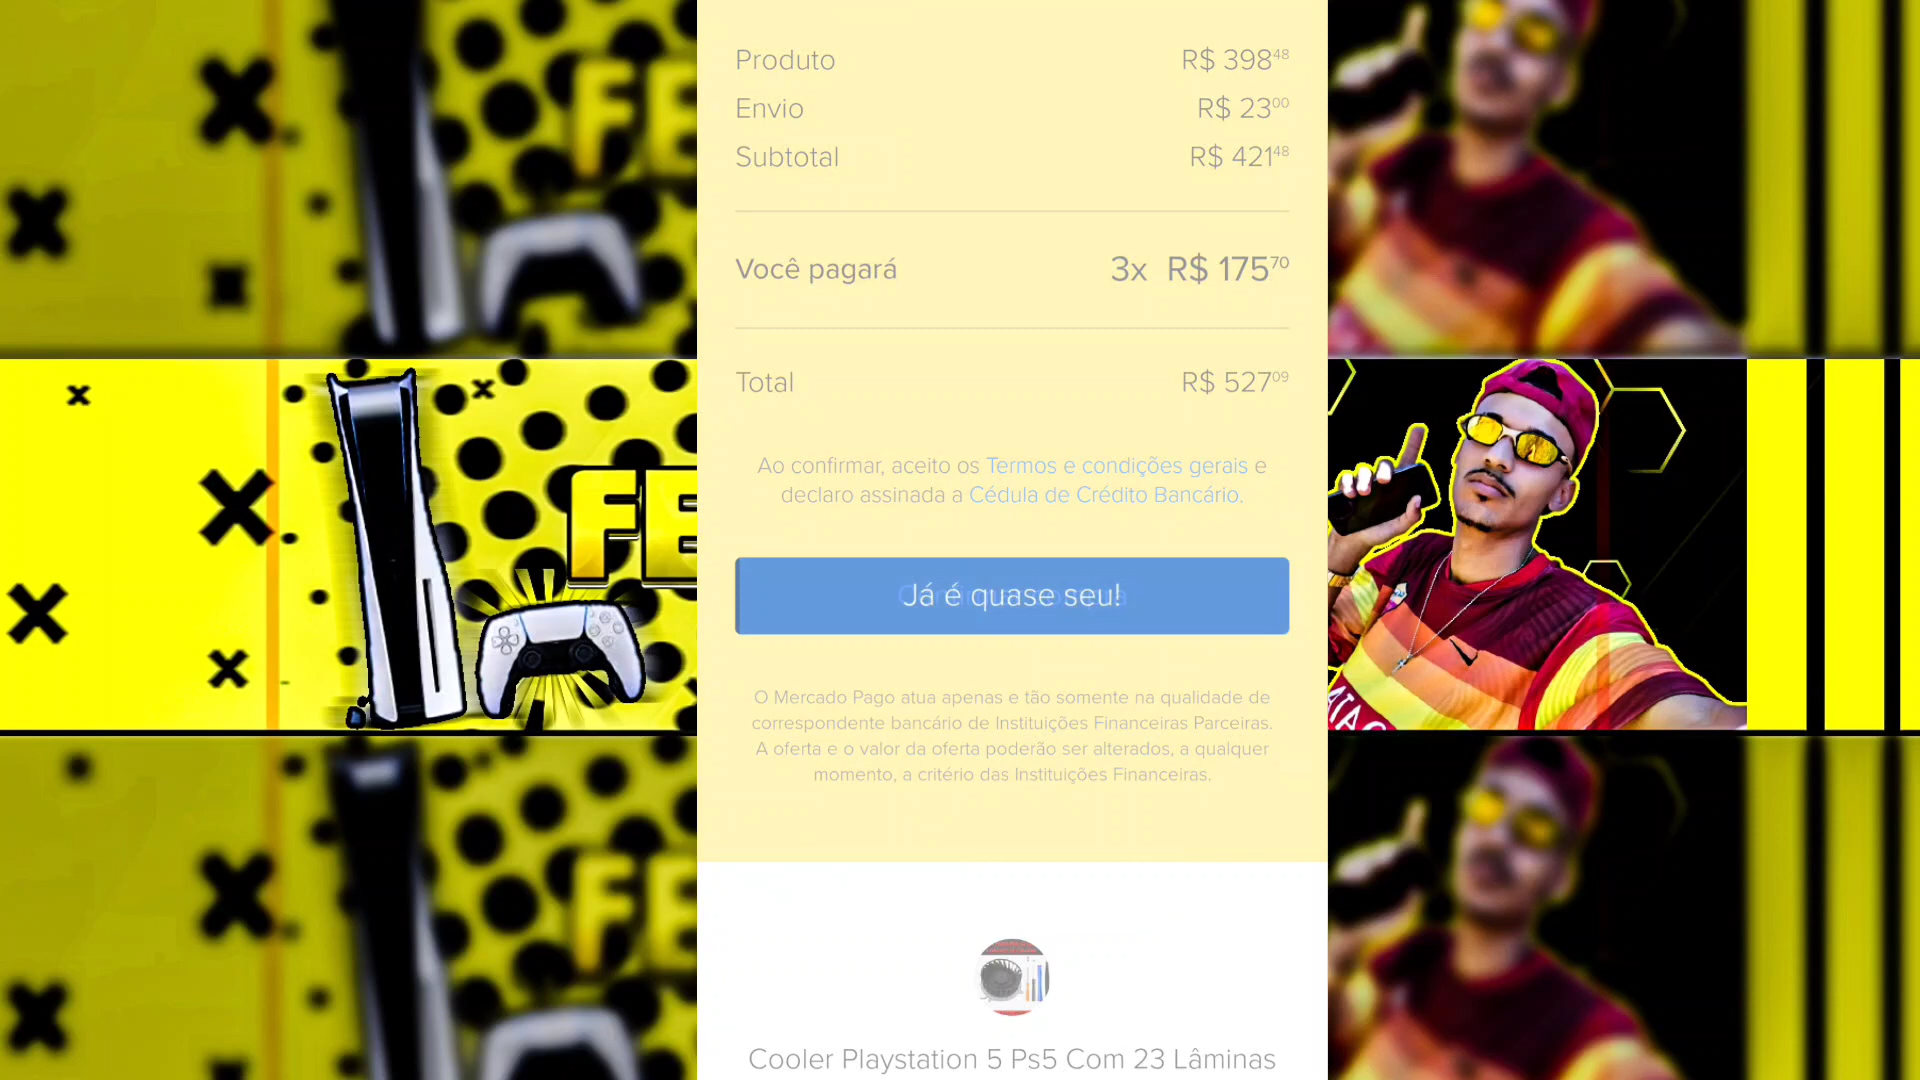 Produto R$ 39848
Envio R$ 2300
Subtotal R$ 42148
Você pagará 3x R$ 17570
Total R$ 52709
Ao confirmar, aceito os Termos e condições gerais e
declaro assinada a Cédula de Crédito Bancário.
FE
Já é quase seu!
O Mercado Pago atua apenas e tão somente na qualidade de
correspondente bancário de Instituições Financeiras Parceiras.
A oferta e o valor da oferta poderão ser alterados, a qualquer
momento, a critério das Instituições Financeiras.
Cooler Playstation 5 Ps5 Com 23 Lâminas